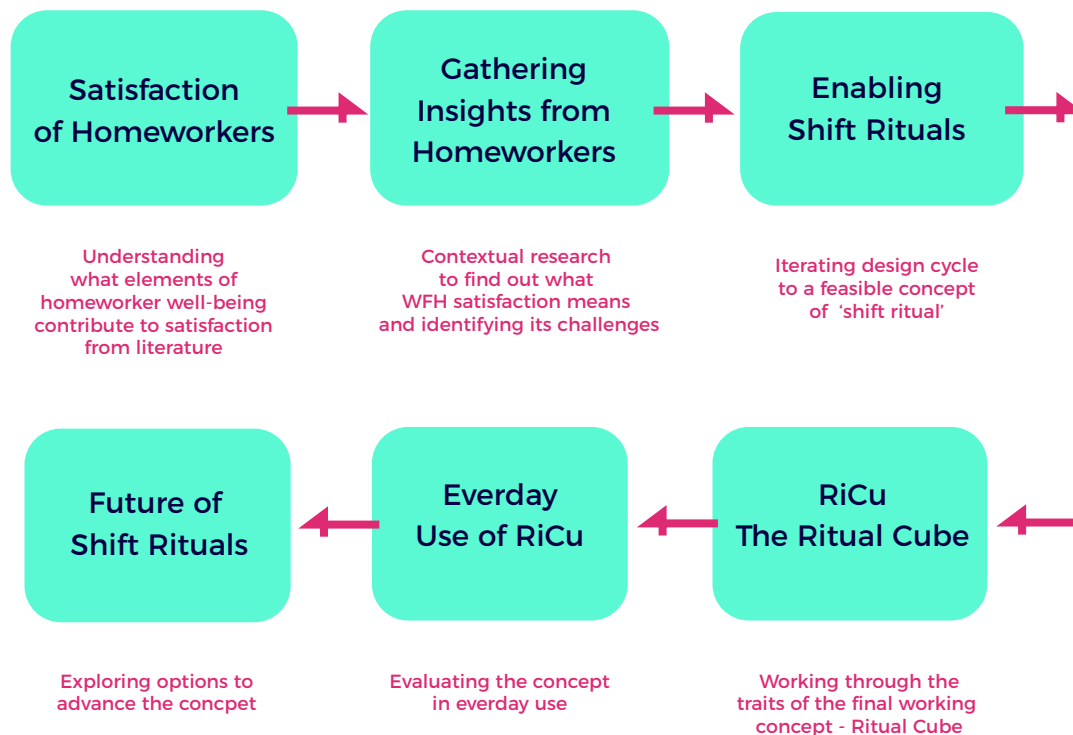 Satisfaction
of Homeworkers
Gathering
Insights from
Homeworkers
Enabling
Shift Rituals
Understanding
what elements of
homeworker well-being
contribute to satisfaction
from literature
Contextual research
to find out what
WFH satisfaction means
and identifying its challenges
Iterating design cycle
to a feasible concept
of 'shift ritual'
Future of
Shift Rituals
Everday
Use of RiCu
RiCu
The Ritual Cube
Exploring options to
advance the concpet
Evaluating the concept
in everday use
Working through the
traits of the final working
concept - Ritual Cube